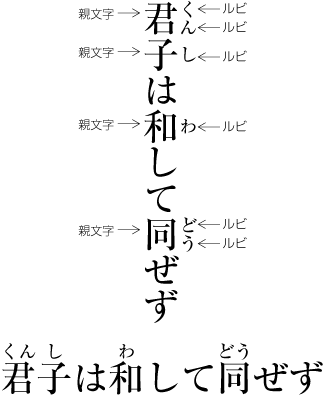 君子は和して同ぜず
くん
し
わ
どう
親文字
親文字
親文字
親文字
ルビ
ルビ
ルビ
ルビ
ルビ
ルビ
くん し わ どう
君子は和して同ぜず